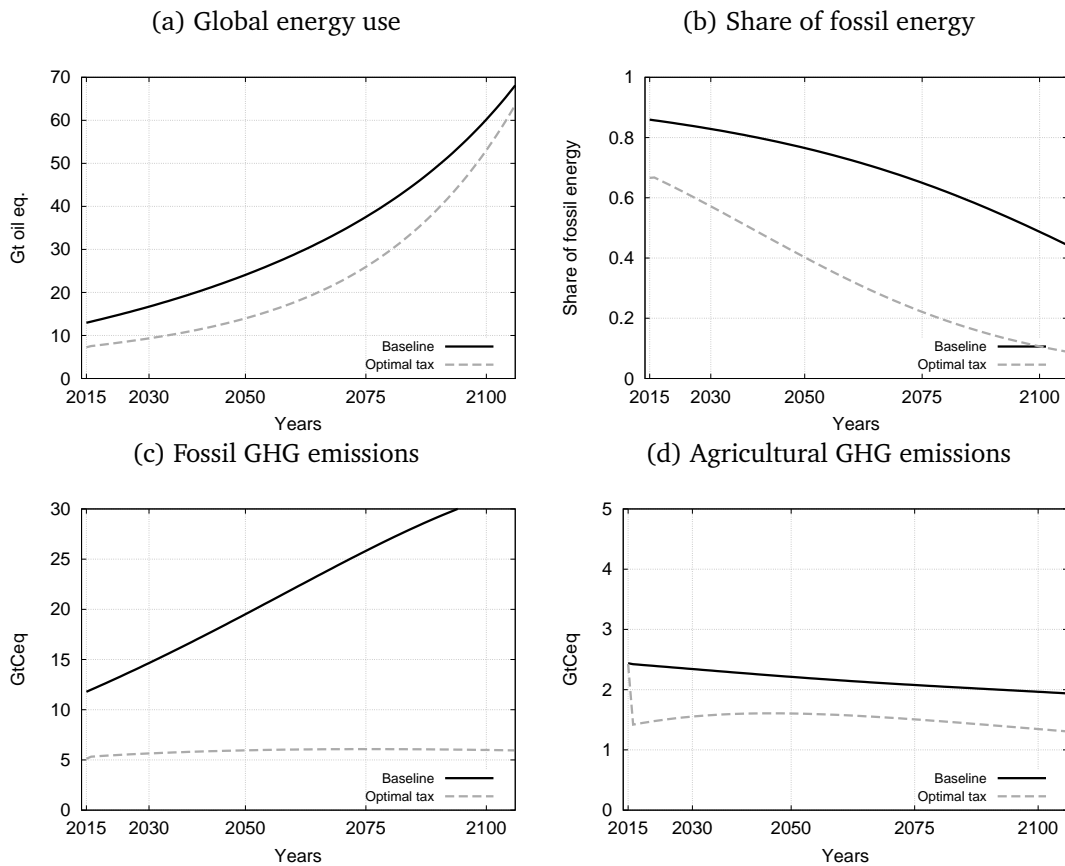 (a) Global energy use
70
60
50
40
30
20
10
0
Gt oil eq.
Baseline
Optimal tax
2015 2030 2050 2075 2100
Years
(b) Share of fossil energy
1
0.8
0.6
0.4
0.2
0
Share of fossil energy
Baseline
Optimal tax
2015 2030 2050 2075 2100
Years
(c) Fossil GHG emissions
30
25
20
15
10
5
0
GtCeq
Baseline
Optimal tax
2015 2030 2050 2075 2100
Years
(d) Agricultural GHG emissions
5
4
3
2
1
0
GtCeq
Baseline
Optimal tax
2015 2030 2050 2075 2100
Years